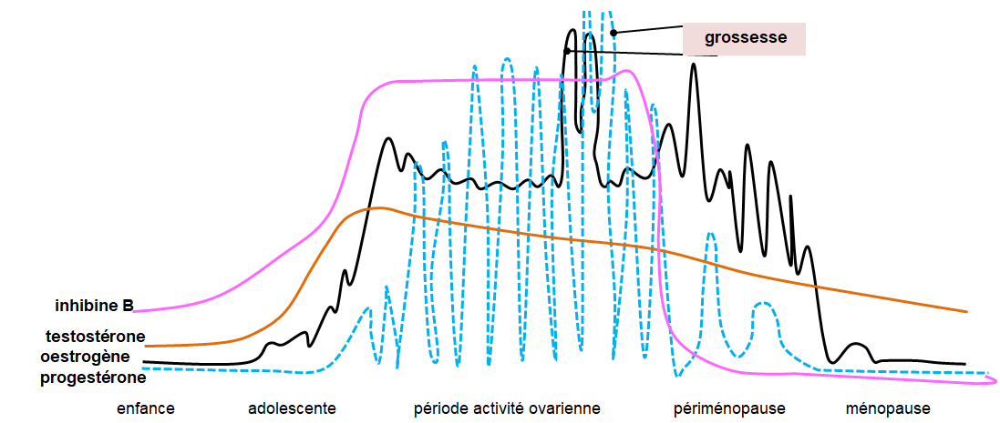 grossesse
inhibine B
testostérone
oestrogène
progestérone
enfance adolescente période activité ovarienne périménopause ménopause